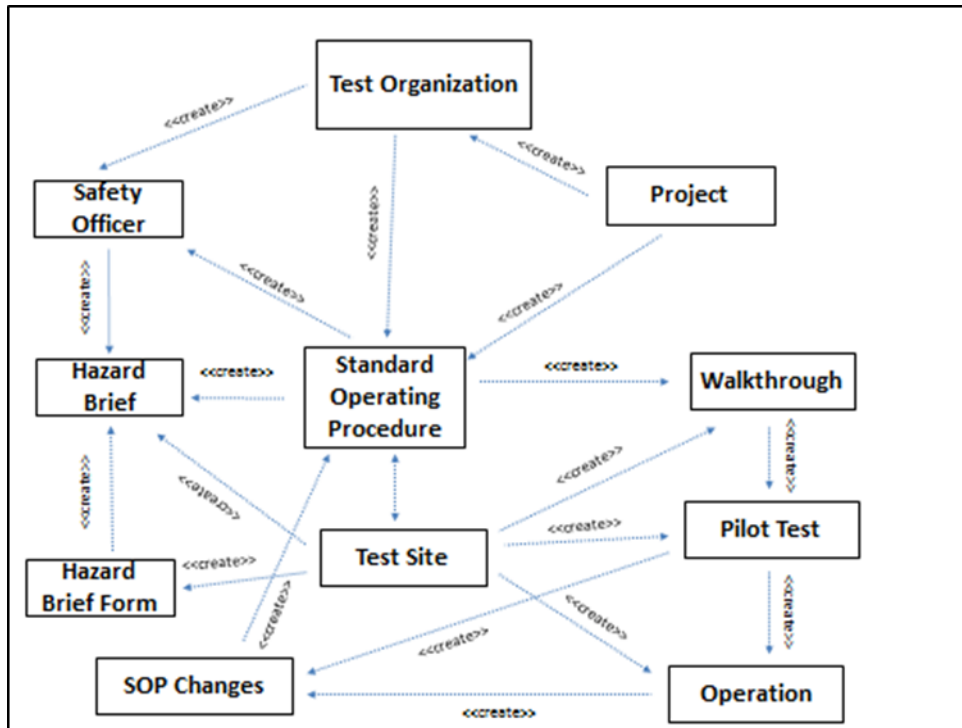 Test Organization
<<create>>
<<create>>
Safety
Officer
Project
<<create>>
<<create>>
<<create>>
<<create>>
<<create>>
Hazard
Brief
<<create>>
Standard
Operating
Procedure
<<create>>
Walkthrough
<<create>>
<<create>>
<<create>>
<<create>>
<<create>>
Test Site
Pilot Test
<<create>>
Hazard
Brief Form
<<create>>
<<create>>
<<create>>
<<create>>
<<create>>
SOP Changes
Operation
<<create>>